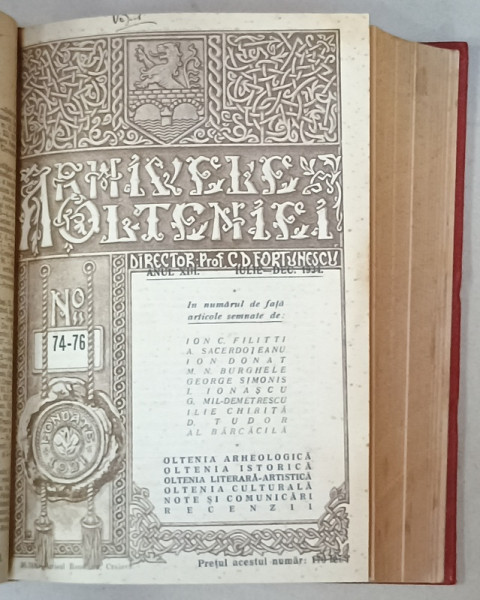 ARHIVELE
OLTENIEI
DIRECTOR: Prof. C.D. FORTUNESCU
ANUL XIII. IULIE—DEC. 1934.
No
74-76
In numărul de față
articole semnate de:
ION C. FILITTI
A. SACERDOȚEANU
ION DONAT
M. N. BURGHELE
GEORGE SIMONIS
I. IONAȘCU
G. MIL-DEMETRESCU
ILIE CHIRIȚĂ
D. TUDOR
AL. BĂRCĂCILĂ
FONDATE
1921
OLTENIA ARHEOLOGICĂ
OLTENIA ISTORICĂ
OLTENIA LITERARĂ-ARTISTICĂ
OLTENIA CULTURALĂ
NOTE ȘI COMUNICĂRI
RECENZII
Prețul acestui număr: